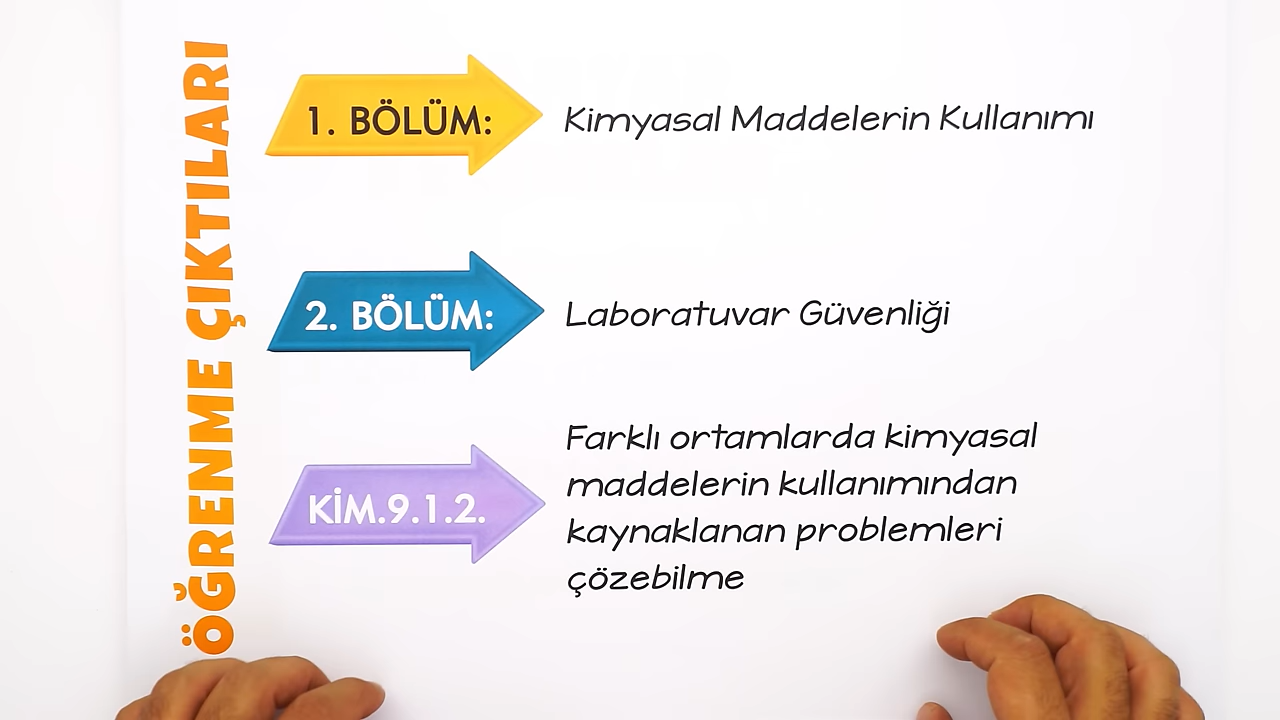 ÖĞRENME ÇIKTILARI
1. BÖLÜM:
Kimyasal Maddelerin Kullanımı
2. BÖLÜM:
Laboratuvar Güvenliği
KİM.9.1.2.
Farklı ortamlarda kimyasal
maddelerin kullanımından
kaynaklanan problemleri
çözebilme